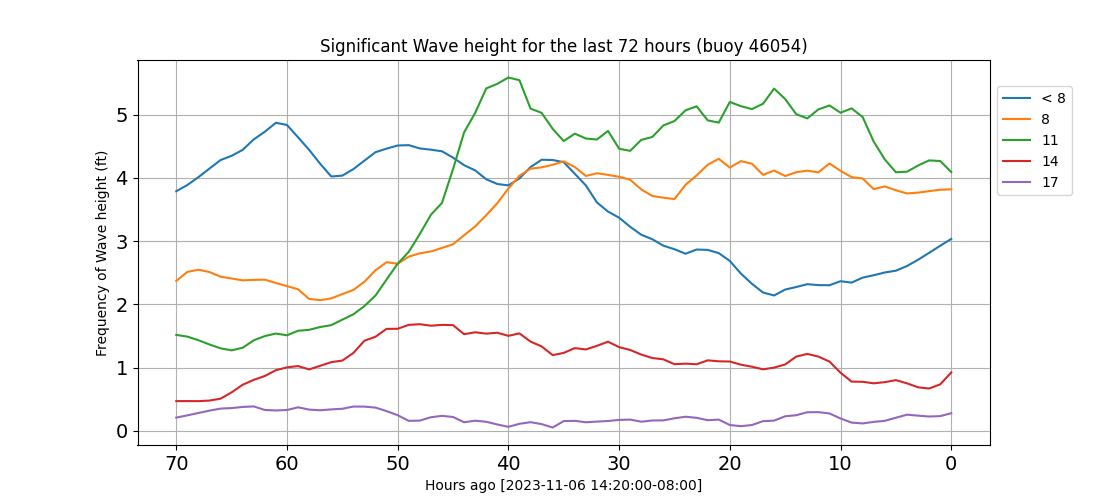 Significant Wave height for the last 72 hours (buoy 46054)
Frequency of Wave height (ft)
5
4
3
2
1
0
70 60 50 40 30 20 10 0
Hours ago [2023-11-06 14:20:00-08:00]
< 8
8
11
14
17